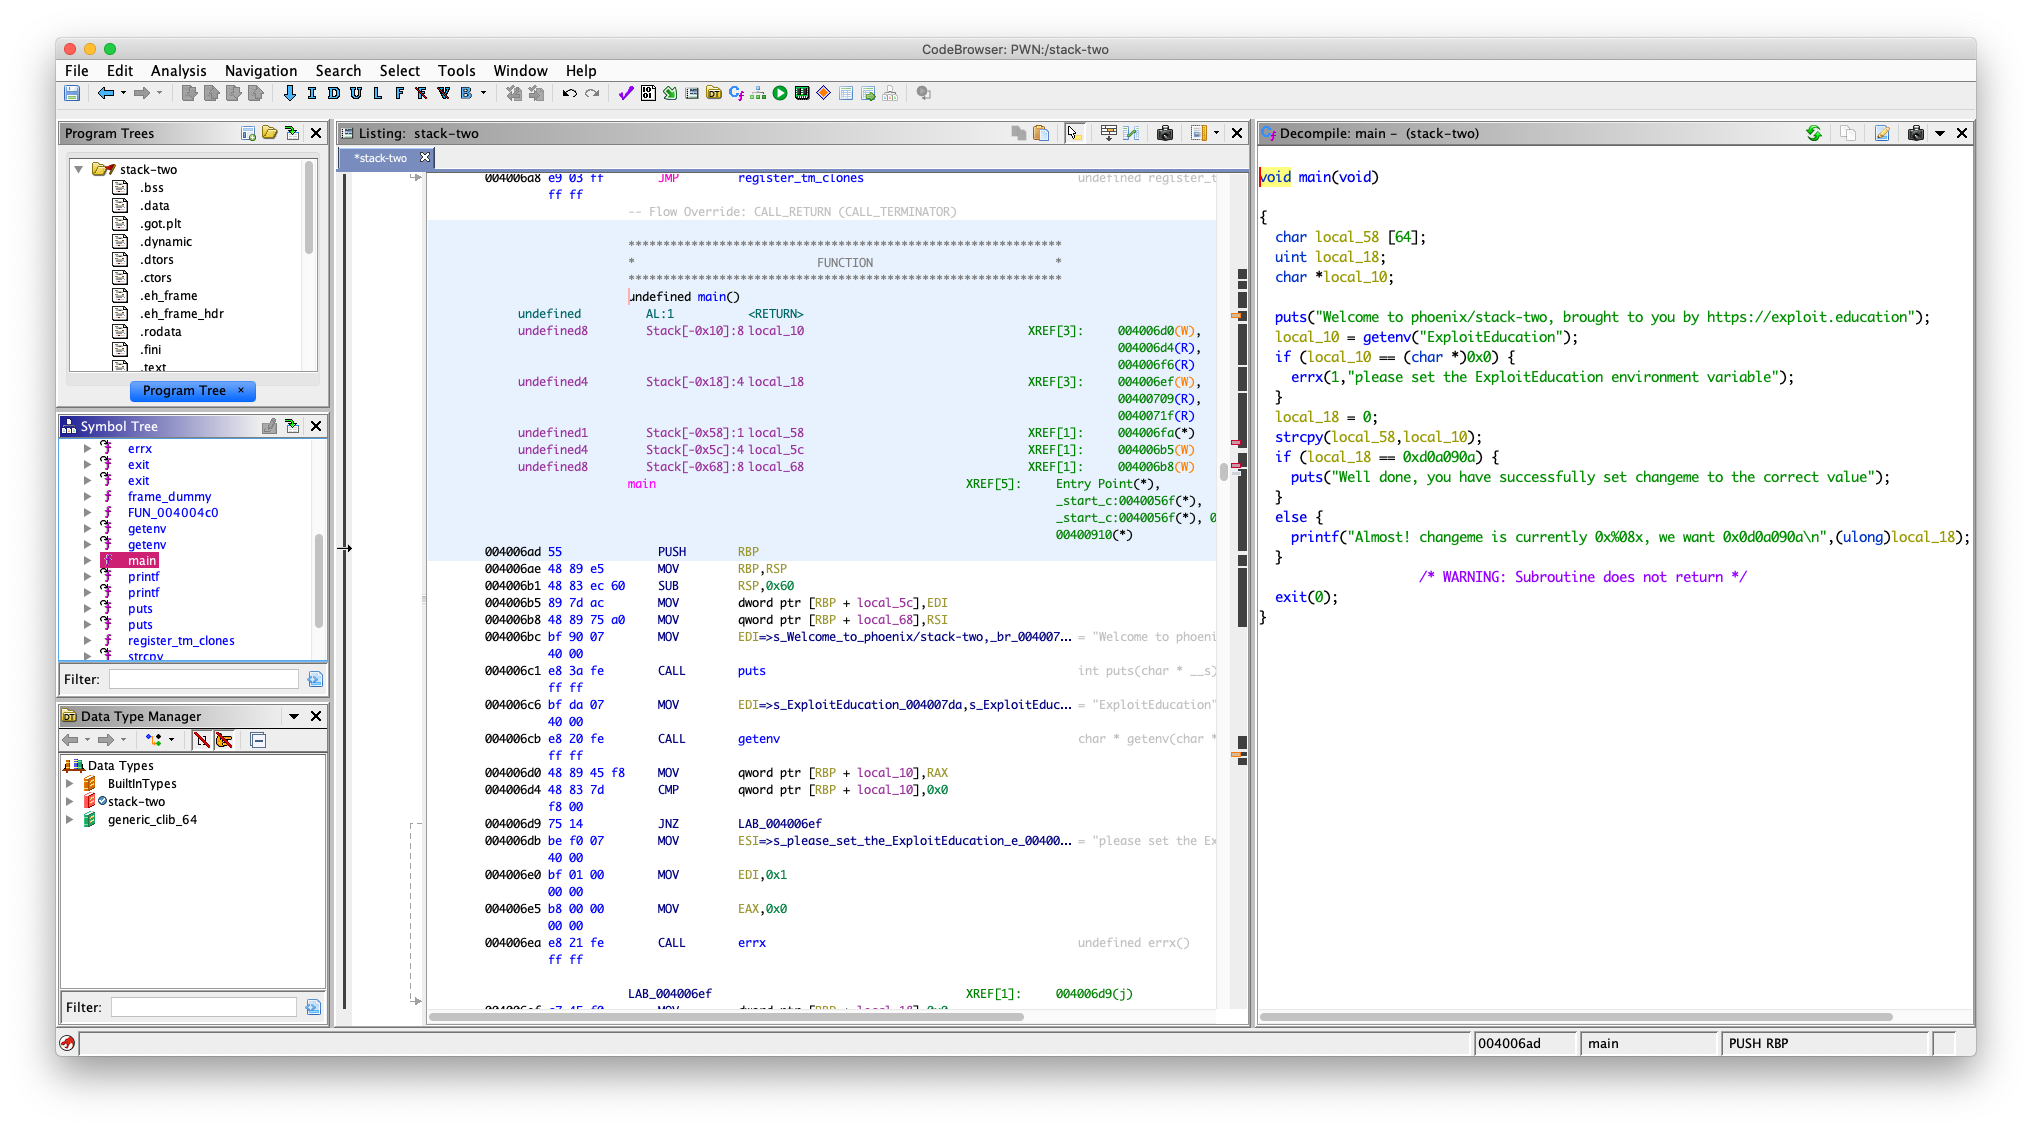 CodeBrowser: PWN:/stack-two
File Edit Analysis Navigation Search Select Tools Window Help
I D U L F B
Program Trees
stack-two
.bss
.data
.got.plt
.dynamic
.dtors
.ctors
.eh_frame
.eh_frame_hdr
.rodata
.fini
.text
Program Tree ×
Symbol Tree
errx
exit
exit
frame_dummy
FUN_004004c0
getenv
getenv
main
printf
printf
puts
puts
register_tm_clones
strcpy
Filter:
Data Type Manager
Data Types
BuiltInTypes
stack-two
generic_clib_64
Filter:
Listing: stack-two
*stack-two
004006a8 e9 03 ff JMP register_tm_clones undefined register_t
ff ff
-- Flow Override: CALL_RETURN (CALL_TERMINATOR)
**************************************************************
* FUNCTION *
**************************************************************
undefined main()
undefined AL:1 <RETURN>
undefined8 Stack[-0x10]:8 local_10 XREF[3]: 004006d0(W),
004006d4(R),
004006f6(R)
undefined4 Stack[-0x18]:4 local_18 XREF[3]: 004006ef(W),
00400709(R),
0040071f(R)
undefined1 Stack[-0x58]:1 local_58 XREF[1]: 004006fa(*)
undefined4 Stack[-0x5c]:4 local_5c XREF[1]: 004006b5(W)
undefined8 Stack[-0x68]:8 local_68 XREF[1]: 004006b8(W)
main XREF[5]: Entry Point(*),
_start_c:0040056f(*),
_start_c:0040056f(*), 0
00400910(*)
004006ad 55 PUSH RBP
004006ae 48 89 e5 MOV RBP,RSP
004006b1 48 83 ec 60 SUB RSP,0x60
004006b5 89 7d ac MOV dword ptr [RBP + local_5c],EDI
004006b8 48 89 75 a0 MOV qword ptr [RBP + local_68],RSI
004006bc bf 90 07 MOV EDI=>s_Welcome_to_phoenix/stack-two,_br_004007... = "Welcome to phoeni
40 00
004006c1 e8 3a fe CALL puts int puts(char * __s)
ff ff
004006c6 bf da 07 MOV EDI=>s_ExploitEducation_004007da,s_ExploitEduc... = "ExploitEducation"
40 00
004006cb e8 20 fe CALL getenv char * getenv(char *
ff ff
004006d0 48 89 45 f8 MOV qword ptr [RBP + local_10],RAX
004006d4 48 83 7d CMP qword ptr [RBP + local_10],0x0
f8 00
004006d9 75 14 JNZ LAB_004006ef
004006db be f0 07 MOV ESI=>s_please_set_the_ExploitEducation_e_00400... = "please set the Ex
40 00
004006e0 bf 01 00 MOV EDI,0x1
00 00
004006e5 b8 00 00 MOV EAX,0x0
00 00
004006ea e8 21 fe CALL errx undefined errx()
ff ff
LAB_004006ef XREF[1]: 004006d9(j)
Decompile: main - (stack-two)
void main(void)
{
char local_58 [64];
uint local_18;
char *local_10;
puts("Welcome to phoenix/stack-two, brought to you by https://exploit.education");
local_10 = getenv("ExploitEducation");
if (local_10 == (char *)0x0) {
errx(1,"please set the ExploitEducation environment variable");
}
local_18 = 0;
strcpy(local_58,local_10);
if (local_18 == 0xd0a090a) {
puts("Well done, you have successfully set changeme to the correct value");
}
else {
printf("Almost! changeme is currently 0x%08x, we want 0x0d0a090a\n",(ulong)local_18);
}
/* WARNING: Subroutine does not return */
exit(0);
}
004006ad main PUSH RBP